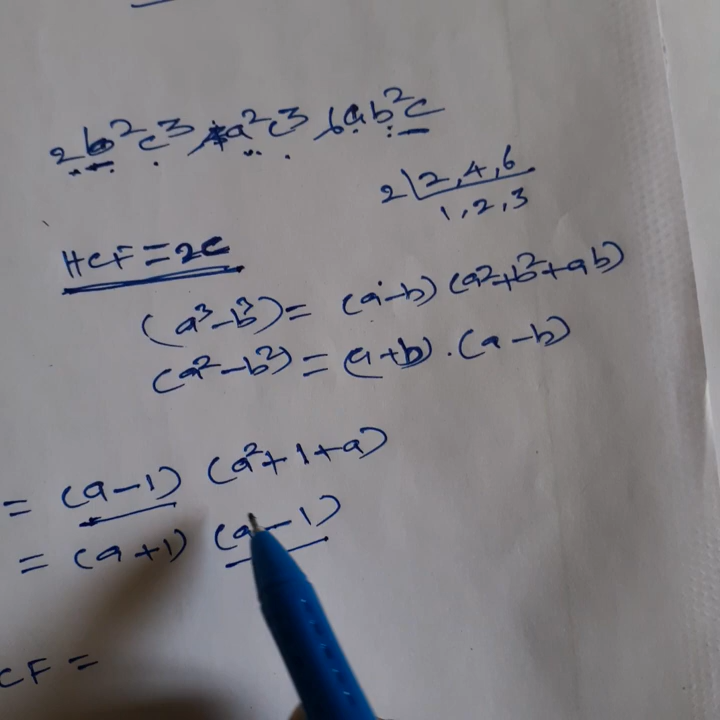 2b²c³, 4a²c³, 6ab²c
2 | 2, 4, 6
1, 2, 3
HCF = 2c
(a³-b³) = (a-b) (a²+b²+ab)
(a²-b²) = (a+b) . (a-b)
= (a-1) (a²+1+a)
= (a+1) (a-1)
CF =